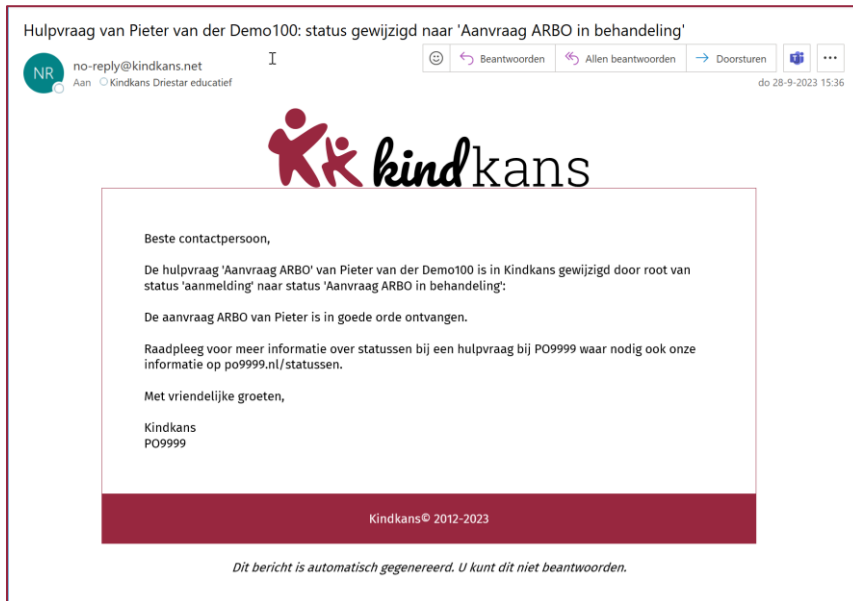 Hulpvraag van Pieter van der Demo100: status gewijzigd naar 'Aanvraag ARBO in behandeling'
NR
no-reply@kindkans.net
Aan Kindkans Driestar educatief
Beantwoorden
Allen beantwoorden
Doorsturen
do 28-9-2023 15:36
kindkans
Beste contactpersoon,
De hulpvraag 'Aanvraag ARBO' van Pieter van der Demo100 is in Kindkans gewijzigd door root van
status 'aanmelding' naar status 'Aanvraag ARBO in behandeling':
De aanvraag ARBO van Pieter is in goede orde ontvangen.
Raadpleeg voor meer informatie over statussen bij een hulpvraag bij PO9999 waar nodig ook onze
informatie op po9999.nl/statussen.
Met vriendelijke groeten,
Kindkans
PO9999
Kindkans© 2012-2023
Dit bericht is automatisch gegenereerd. U kunt dit niet beantwoorden.